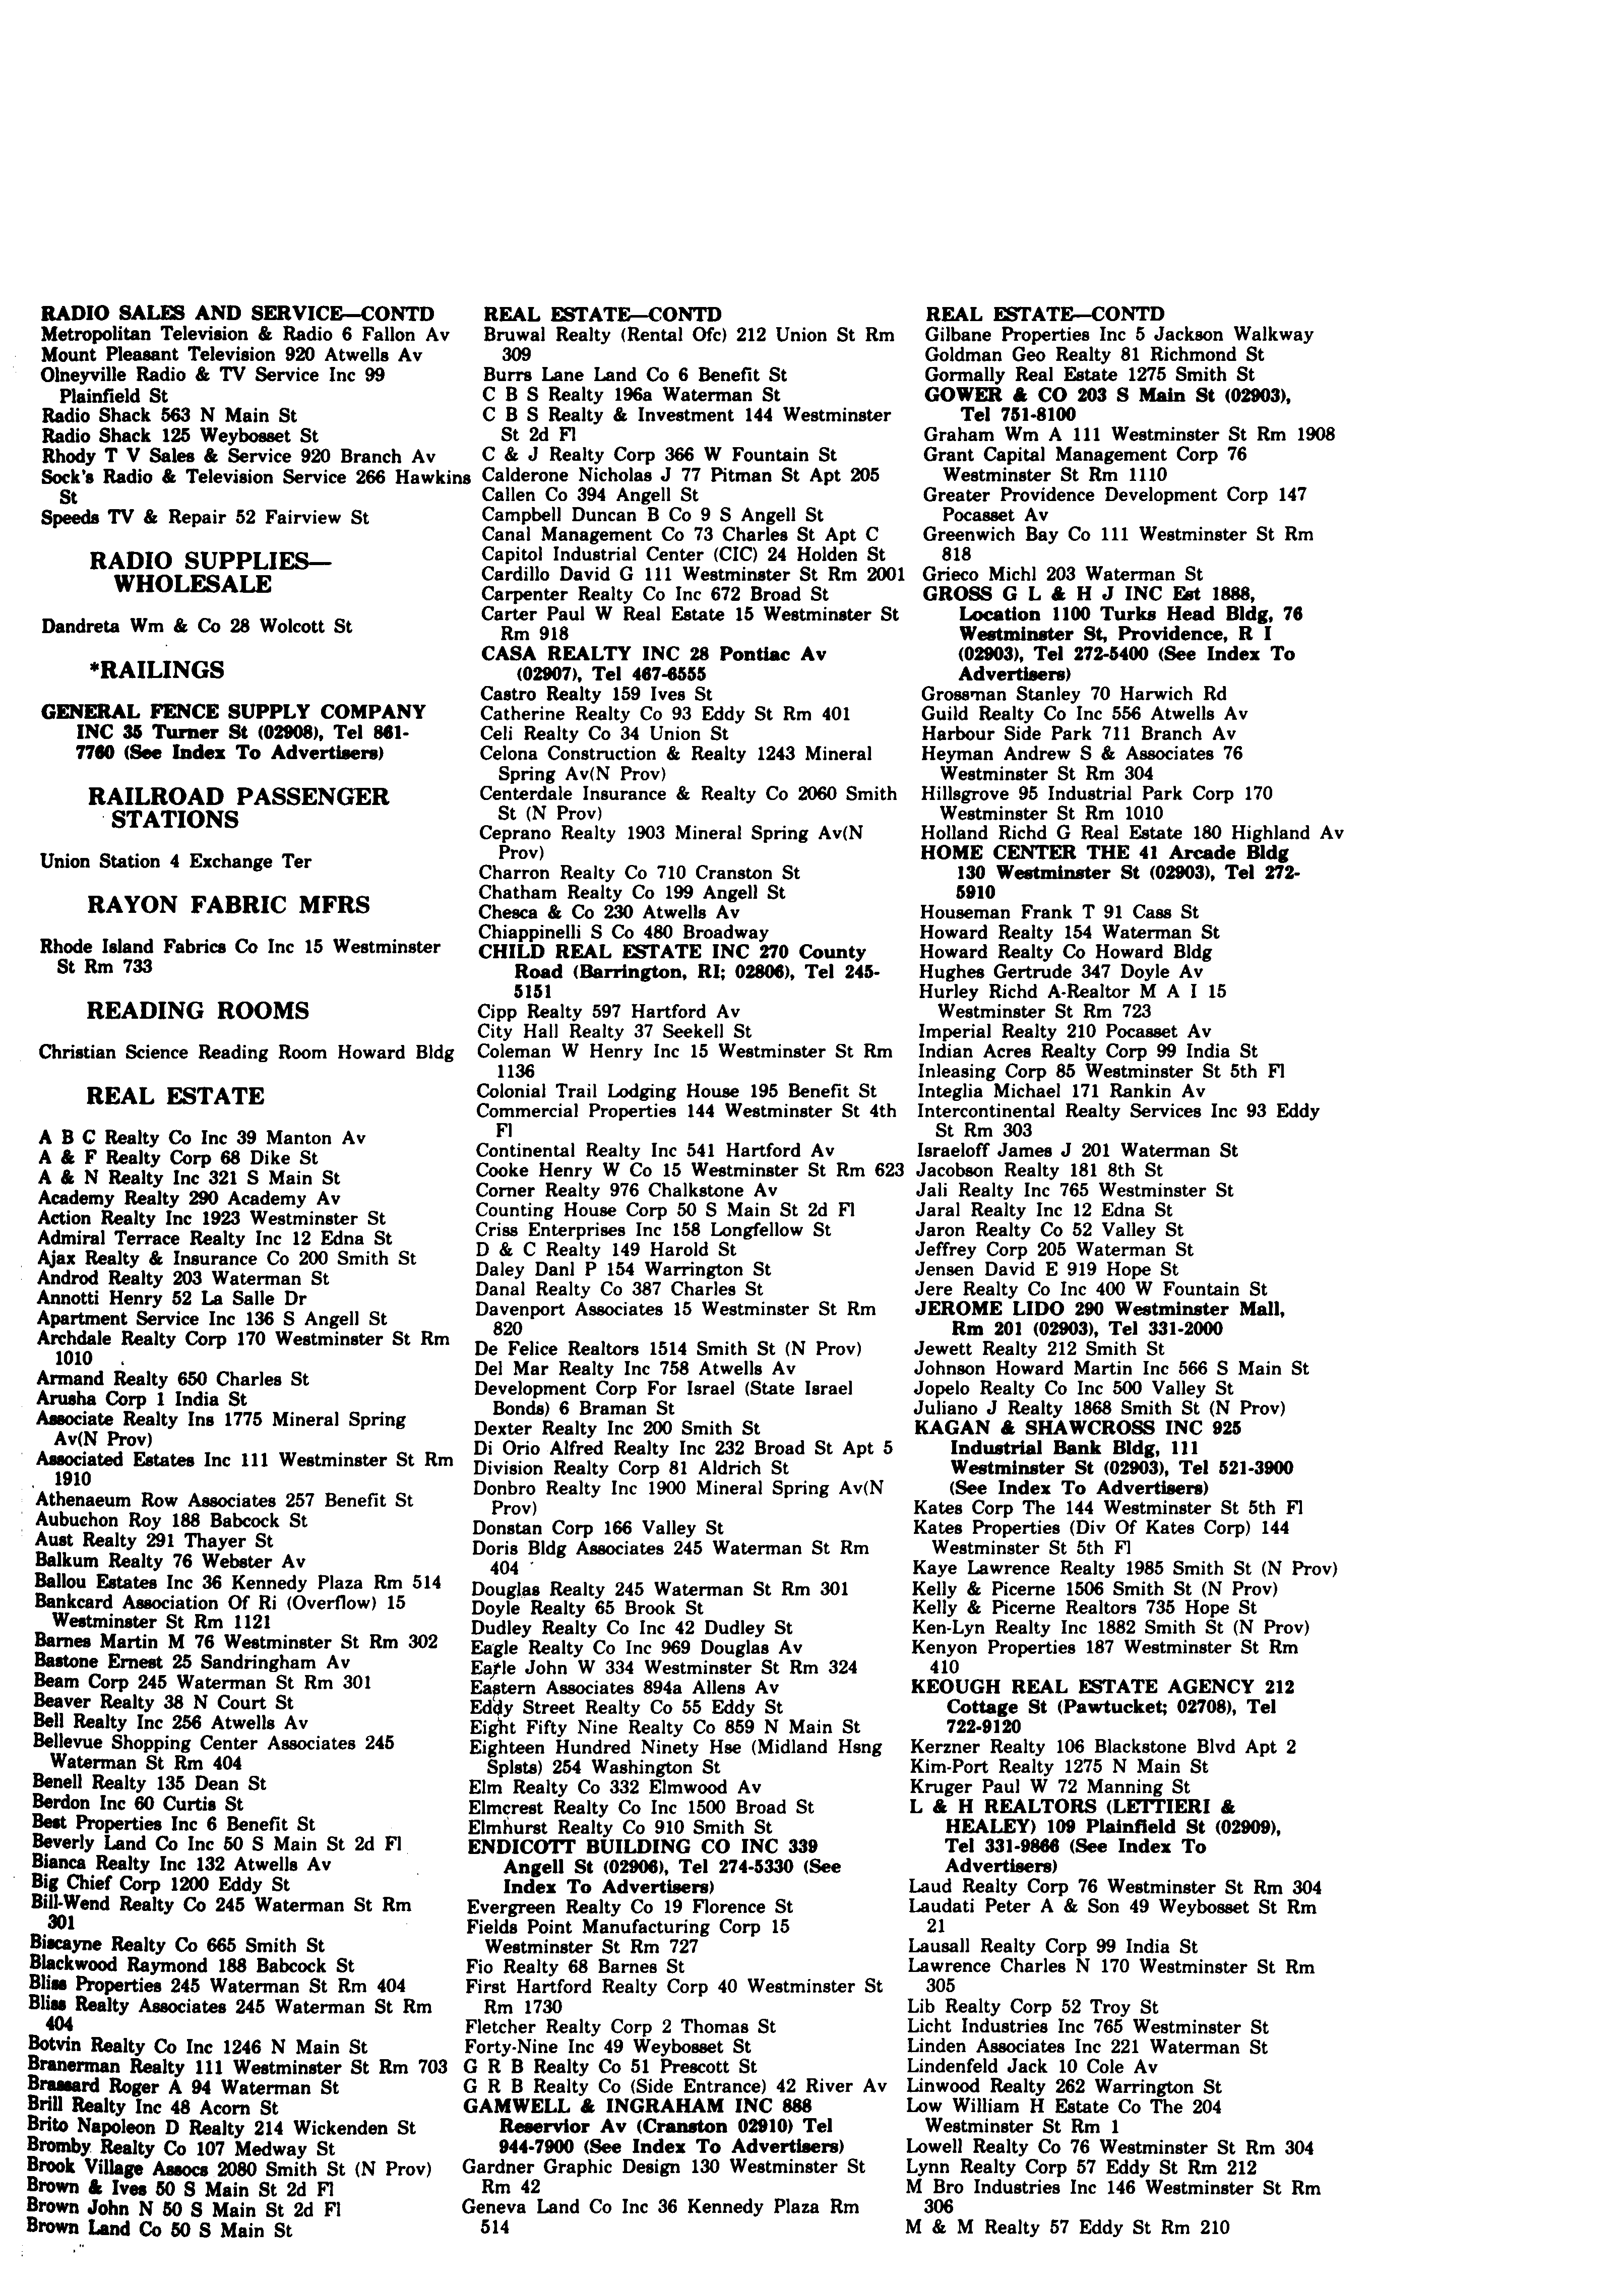 RADIO SALES AND SERVICE—CONTD
Metropolitan Television & Radio 6 Fallon Av
Mount Pleasant Television 920 Atwells Av
Olneyville Radio & TV Service Inc 99
Plainfield St
Radio Shack 563 N Main St
Radio Shack 125 Weybosset St
Rhody T V Sales & Service 920 Branch Av
Sock's Radio & Television Service 266 Hawkins
St
Speeds TV & Repair 52 Fairview St
RADIO SUPPLIES—
WHOLESALE
Dandreta Wm & Co 28 Wolcott St
*RAILINGS
GENERAL FENCE SUPPLY COMPANY
INC 35 Turner St (02908), Tel 861-
7760 (See Index To Advertisers)
RAILROAD PASSENGER
STATIONS
Union Station 4 Exchange Ter
RAYON FABRIC MFRS
Rhode Island Fabrics Co Inc 15 Westminster
St Rm 733
READING ROOMS
Christian Science Reading Room Howard Bldg
REAL ESTATE
A B C Realty Co Inc 39 Manton Av
A & F Realty Corp 68 Dike St
A & N Realty Inc 321 S Main St
Academy Realty 290 Academy Av
Action Realty Inc 1923 Westminster St
Admiral Terrace Realty Inc 12 Edna St
Ajax Realty & Insurance Co 200 Smith St
Androd Realty 203 Waterman St
Annotti Henry 52 La Salle Dr
Apartment Service Inc 136 S Angell St
Archdale Realty Corp 170 Westminster St Rm
1010
Armand Realty 650 Charles St
Arusha Corp 1 India St
Associate Realty Ins 1775 Mineral Spring
Av(N Prov)
Associated Estates Inc 111 Westminster St Rm
1910
Athenaeum Row Associates 257 Benefit St
Aubuchon Roy 188 Babcock St
Aust Realty 291 Thayer St
Balkum Realty 76 Webster Av
Ballou Estates Inc 36 Kennedy Plaza Rm 514
Bankcard Association Of Ri (Overflow) 15
Westminster St Rm 1121
Barnes Martin M 76 Westminster St Rm 302
Bastone Ernest 25 Sandringham Av
Beam Corp 245 Waterman St Rm 301
Beaver Realty 38 N Court St
Bell Realty Inc 256 Atwells Av
Bellevue Shopping Center Associates 245
Waterman St Rm 404
Benell Realty 135 Dean St
Berdon Inc 60 Curtis St
Best Properties Inc 6 Benefit St
Beverly Land Co Inc 50 S Main St 2d Fl
Bianca Realty Inc 132 Atwells Av
Big Chief Corp 1200 Eddy St
Bill-Wend Realty Co 245 Waterman St Rm
301
Biscayne Realty Co 665 Smith St
Blackwood Raymond 188 Babcock St
Bliss Properties 245 Waterman St Rm 404
Bliss Realty Associates 245 Waterman St Rm
404
Botvin Realty Co Inc 1246 N Main St
Branerman Realty 111 Westminster St Rm 703
Brassard Roger A 94 Waterman St
Brill Realty Inc 48 Acorn St
Brito Napoleon D Realty 214 Wickenden St
Bromby Realty Co 107 Medway St
Brook Village Assocs 2080 Smith St (N Prov)
Brown & Ives 50 S Main St 2d Fl
Brown John N 50 S Main St 2d Fl
Brown Land Co 50 S Main St
REAL ESTATE—CONTD
Bruwal Realty (Rental Ofc) 212 Union St Rm
309
Burrs Lane Land Co 6 Benefit St
C B S Realty 196a Waterman St
C B S Realty & Investment 144 Westminster
St 2d Fl
C & J Realty Corp 366 W Fountain St
Calderone Nicholas J 77 Pitman St Apt 205
Callen Co 394 Angell St
Campbell Duncan B Co 9 S Angell St
Canal Management Co 73 Charles St Apt C
Capitol Industrial Center (CIC) 24 Holden St
Cardillo David G 111 Westminster St Rm 2001
Carpenter Realty Co Inc 672 Broad St
Carter Paul W Real Estate 15 Westminster St
Rm 918
CASA REALTY INC 28 Pontiac Av
(02907), Tel 467-6555
Castro Realty 159 Ives St
Catherine Realty Co 93 Eddy St Rm 401
Celi Realty Co 34 Union St
Celona Construction & Realty 1243 Mineral
Spring Av(N Prov)
Centerdale Insurance & Realty Co 2060 Smith
St (N Prov)
Ceprano Realty 1903 Mineral Spring Av(N
Prov)
Charron Realty Co 710 Cranston St
Chatham Realty Co 199 Angell St
Chesca & Co 230 Atwells Av
Chiappinelli S Co 480 Broadway
CHILD REAL ESTATE INC 270 County
Road (Barrington, RI; 02806), Tel 245-
5151
Cipp Realty 597 Hartford Av
City Hall Realty 37 Seekell St
Coleman W Henry Inc 15 Westminster St Rm
1136
Colonial Trail Lodging House 195 Benefit St
Commercial Properties 144 Westminster St 4th
Fl
Continental Realty Inc 541 Hartford Av
Cooke Henry W Co 15 Westminster St Rm 623
Corner Realty 976 Chalkstone Av
Counting House Corp 50 S Main St 2d Fl
Criss Enterprises Inc 158 Longfellow St
D & C Realty 149 Harold St
Daley Danl P 154 Warrington St
Danal Realty Co 387 Charles St
Davenport Associates 15 Westminster St Rm
820
De Felice Realtors 1514 Smith St (N Prov)
Del Mar Realty Inc 758 Atwells Av
Development Corp For Israel (State Israel
Bonds) 6 Braman St
Dexter Realty Inc 200 Smith St
Di Orio Alfred Realty Inc 232 Broad St Apt 5
Division Realty Corp 81 Aldrich St
Donbro Realty Inc 1900 Mineral Spring Av(N
Prov)
Donstan Corp 166 Valley St
Doris Bldg Associates 245 Waterman St Rm
404
Douglas Realty 245 Waterman St Rm 301
Doyle Realty 65 Brook St
Dudley Realty Co Inc 42 Dudley St
Eagle Realty Co Inc 969 Douglas Av
Earle John W 334 Westminster St Rm 324
Eastern Associates 894a Allens Av
Eddy Street Realty Co 55 Eddy St
Eight Fifty Nine Realty Co 859 N Main St
Eighteen Hundred Ninety Hse (Midland Hsng
Splsts) 254 Washington St
Elm Realty Co 332 Elmwood Av
Elmcrest Realty Co Inc 1500 Broad St
Elmhurst Realty Co 910 Smith St
ENDICOTT BUILDING CO INC 339
Angell St (02906), Tel 274-5330 (See
Index To Advertisers)
Evergreen Realty Co 19 Florence St
Fields Point Manufacturing Corp 15
Westminster St Rm 727
Fio Realty 68 Barnes St
First Hartford Realty Corp 40 Westminster St
Rm 1730
Fletcher Realty Corp 2 Thomas St
Forty-Nine Inc 49 Weybosset St
G R B Realty Co 51 Prescott St
G R B Realty Co (Side Entrance) 42 River Av
GAMWELL & INGRAHAM INC 888
Reservior Av (Cranston 02910) Tel
944-7900 (See Index To Advertisers)
Gardner Graphic Design 130 Westminster St
Rm 42
Geneva Land Co Inc 36 Kennedy Plaza Rm
514
REAL ESTATE—CONTD
Gilbane Properties Inc 5 Jackson Walkway
Goldman Geo Realty 81 Richmond St
Gormally Real Estate 1275 Smith St
GOWER & CO 203 S Main St (02903),
Tel 751-8100
Graham Wm A 111 Westminster St Rm 1908
Grant Capital Management Corp 76
Westminster St Rm 1110
Greater Providence Development Corp 147
Pocasset Av
Greenwich Bay Co 111 Westminster St Rm
818
Grieco Michl 203 Waterman St
GROSS G L & H J INC Est 1888,
Location 1100 Turks Head Bldg, 76
Westminster St, Providence, R I
(02903), Tel 272-5400 (See Index To
Advertisers)
Grossman Stanley 70 Harwich Rd
Guild Realty Co Inc 556 Atwells Av
Harbour Side Park 711 Branch Av
Heyman Andrew S & Associates 76
Westminster St Rm 304
Hillsgrove 95 Industrial Park Corp 170
Westminster St Rm 1010
Holland Richd G Real Estate 180 Highland Av
HOME CENTER THE 41 Arcade Bldg
130 Westminster St (02903), Tel 272-
5910
Houseman Frank T 91 Cass St
Howard Realty 154 Waterman St
Howard Realty Co Howard Bldg
Hughes Gertrude 347 Doyle Av
Hurley Richd A-Realtor M A I 15
Westminster St Rm 723
Imperial Realty 210 Pocasset Av
Indian Acres Realty Corp 99 India St
Inleasing Corp 85 Westminster St 5th Fl
Integlia Michael 171 Rankin Av
Intercontinental Realty Services Inc 93 Eddy
St Rm 303
Israeloff James J 201 Waterman St
Jacobson Realty 181 8th St
Jali Realty Inc 765 Westminster St
Jaral Realty Inc 12 Edna St
Jaron Realty Co 52 Valley St
Jeffrey Corp 205 Waterman St
Jensen David E 919 Hope St
Jere Realty Co Inc 400 W Fountain St
JEROME LIDO 290 Westminster Mall,
Rm 201 (02903), Tel 331-2000
Jewett Realty 212 Smith St
Johnson Howard Martin Inc 566 S Main St
Jopelo Realty Co Inc 500 Valley St
Juliano J Realty 1868 Smith St (N Prov)
KAGAN & SHAWCROSS INC 925
Industrial Bank Bldg, 111
Westminster St (02903), Tel 521-3900
(See Index To Advertisers)
Kates Corp The 144 Westminster St 5th Fl
Kates Properties (Div Of Kates Corp) 144
Westminster St 5th Fl
Kaye Lawrence Realty 1985 Smith St (N Prov)
Kelly & Picerne 1506 Smith St (N Prov)
Kelly & Picerne Realtors 735 Hope St
Ken-Lyn Realty Inc 1882 Smith St (N Prov)
Kenyon Properties 187 Westminster St Rm
410
KEOUGH REAL ESTATE AGENCY 212
Cottage St (Pawtucket; 02708), Tel
722-9120
Kerzner Realty 106 Blackstone Blvd Apt 2
Kim-Port Realty 1275 N Main St
Kruger Paul W 72 Manning St
L & H REALTORS (LETTIERI &
HEALEY) 109 Plainfield St (02909),
Tel 331-9866 (See Index To
Advertisers)
Laud Realty Corp 76 Westminster St Rm 304
Laudati Peter A & Son 49 Weybosset St Rm
21
Lausall Realty Corp 99 India St
Lawrence Charles N 170 Westminster St Rm
305
Lib Realty Corp 52 Troy St
Licht Industries Inc 765 Westminster St
Linden Associates Inc 221 Waterman St
Lindenfeld Jack 10 Cole Av
Linwood Realty 262 Warrington St
Low William H Estate Co The 204
Westminster St Rm 1
Lowell Realty Co 76 Westminster St Rm 304
Lynn Realty Corp 57 Eddy St Rm 212
M Bro Industries Inc 146 Westminster St Rm
306
M & M Realty 57 Eddy St Rm 210